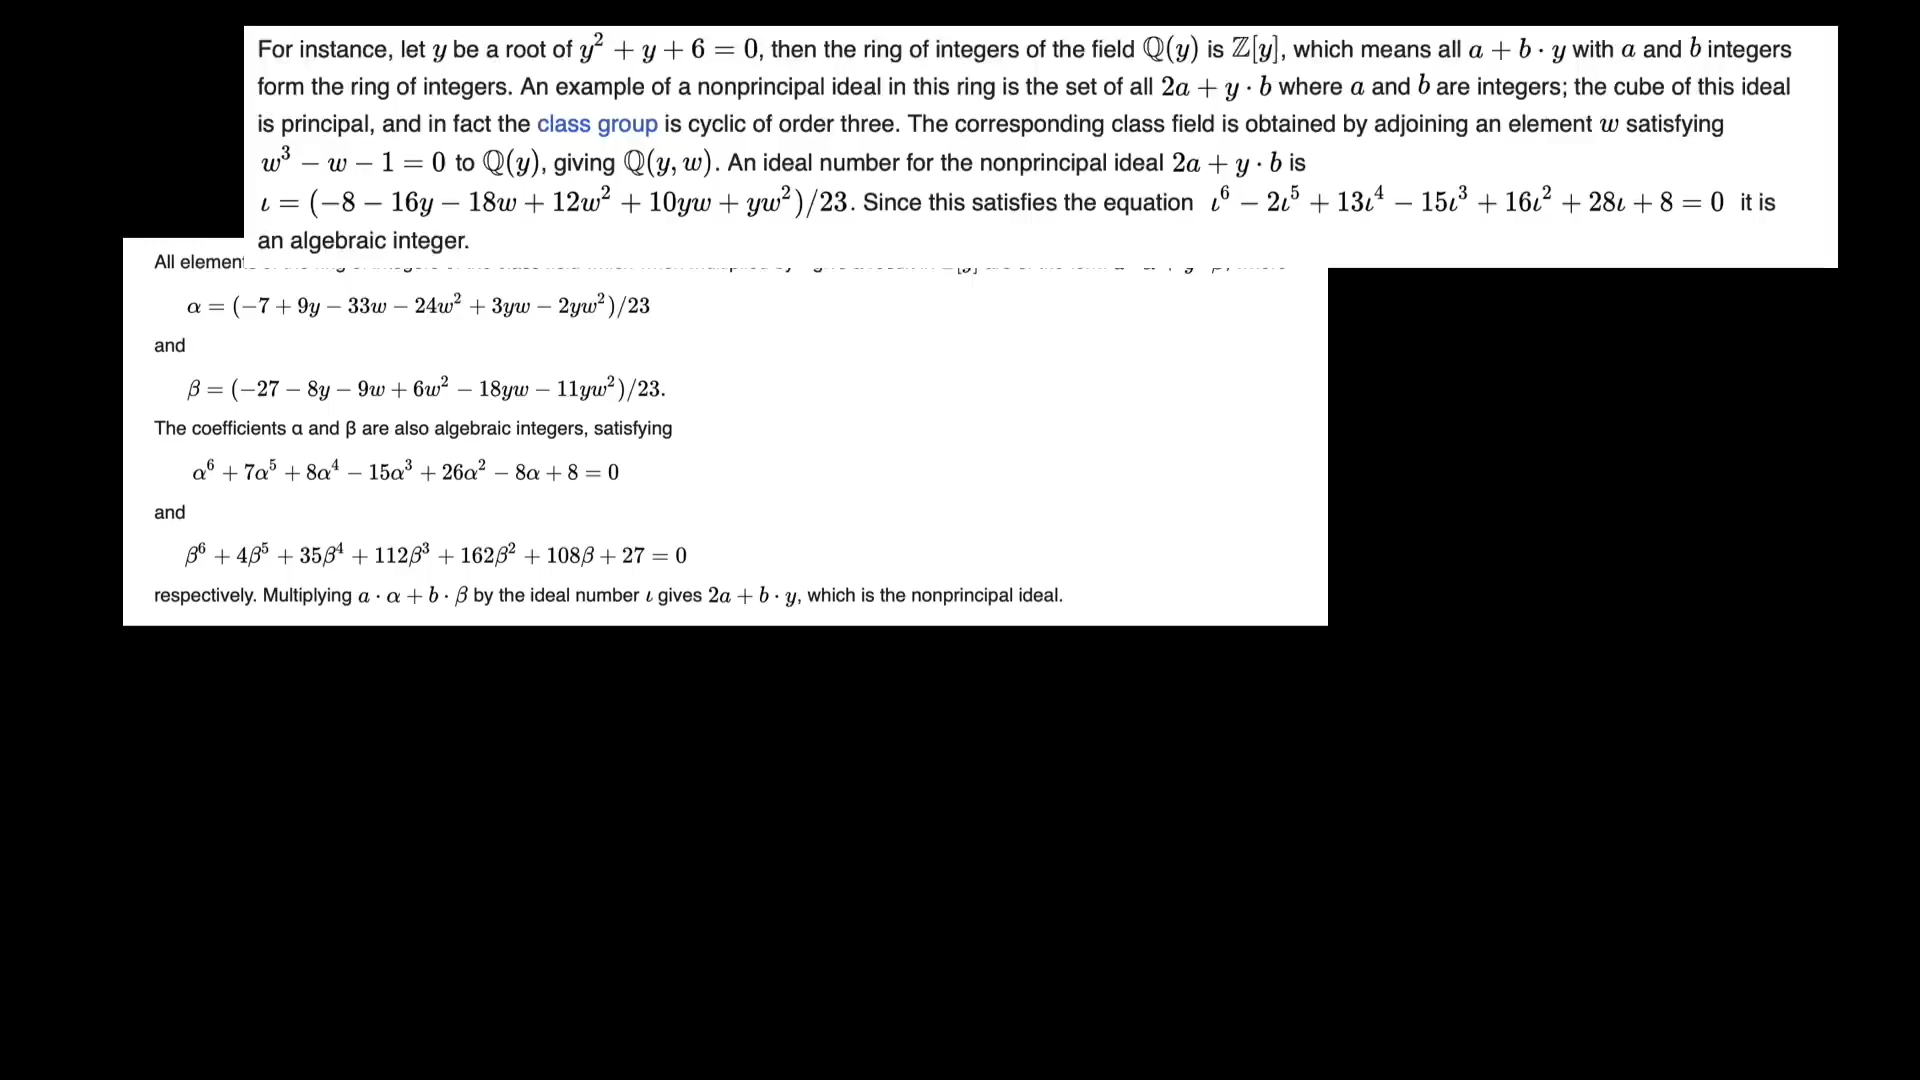 For instance, let y be a root of y² + y + 6 = 0, then the ring of integers of the field ℚ(y) is ℤ[y], which means all a + b · y with a and b integers
form the ring of integers. An example of a nonprincipal ideal in this ring is the set of all 2a + y · b where a and b are integers; the cube of this ideal
is principal, and in fact the class group is cyclic of order three. The corresponding class field is obtained by adjoining an element w satisfying
w³ − w − 1 = 0 to ℚ(y), giving ℚ(y, w). An ideal number for the nonprincipal ideal 2a + y · b is
ι = (−8 − 16y − 18w + 12w² + 10yw + yw²)/23. Since this satisfies the equation ι⁶ − 2ι⁵ + 13ι⁴ − 15ι³ + 16ι² + 28ι + 8 = 0 it is
an algebraic integer.
All
α = (−7 + 9y − 33w − 24w² + 3yw − 2yw²)/23
and
β = (−27 − 8y − 9w + 6w² − 18yw − 11yw²)/23.
The coefficients α and β are also algebraic integers, satisfying
α⁶ + 7α⁵ + 8α⁴ − 15α³ + 26α² − 8α + 8 = 0
and
β⁶ + 4β⁵ + 35β⁴ + 112β³ + 162β² + 108β + 27 = 0
respectively. Multiplying a · α + b · β by the ideal number ι gives 2a + b · y, which is the nonprincipal ideal.